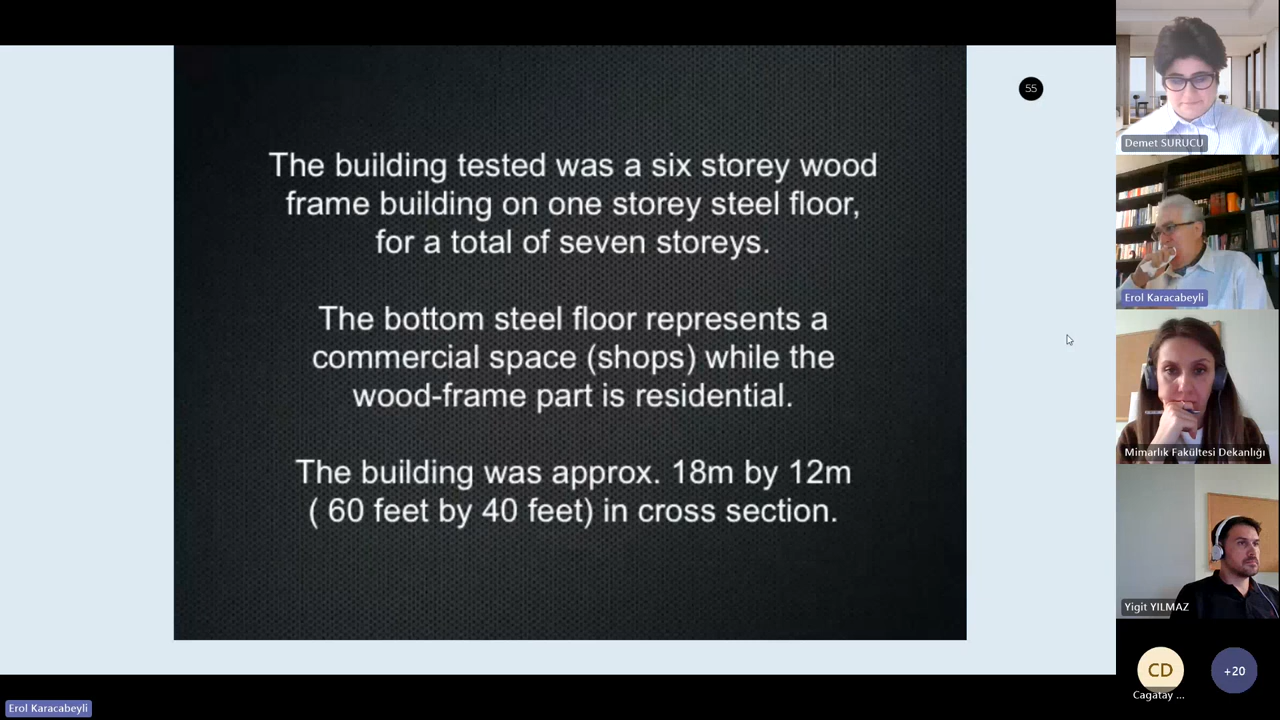 The building tested was a six storey wood
frame building on one storey steel floor,
for a total of seven storeys.
The bottom steel floor represents a
commercial space (shops) while the
wood-frame part is residential.
The building was approx. 18m by 12m
( 60 feet by 40 feet) in cross section.
55
Demet SURUCU
Erol Karacabeyli
Mimarlık Fakültesi Dekanlığı
Yigit YILMAZ
CD
Cagatay ...
+20
Erol Karacabeyli